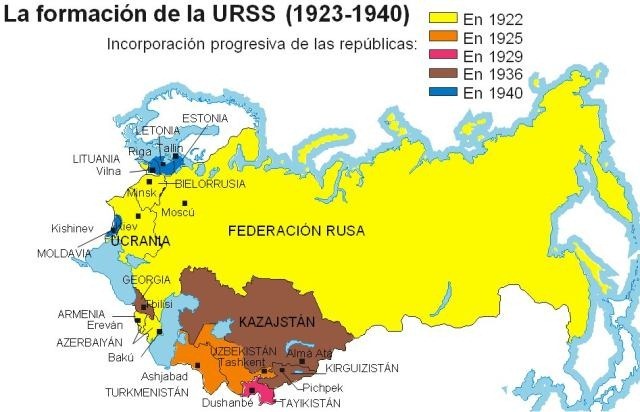 La formación de la URSS (1923-1940)
Incorporación progresiva de las repúblicas:
En 1922
En 1925
En 1929
En 1936
En 1940
ESTONIA
LETONIA
Riga Tallin
LITUANIA
Vilna
BIELORRUSIA
Minsk
Moscú
Kishinev
Kiev
UCRANIA
FEDERACIÓN RUSA
MOLDAVIA
GEORGIA
Tbilisi
ARMENIA
Ereván
KAZAJSTÁN
AZERBAIYÁN
Bakú
UZBEKISTÁN
Alma Ata
Tashkent
KIRGUIZISTÁN
Ashjabad
Pichpek
TURKMENISTÁN
Dushanbé
TAYIKISTÁN